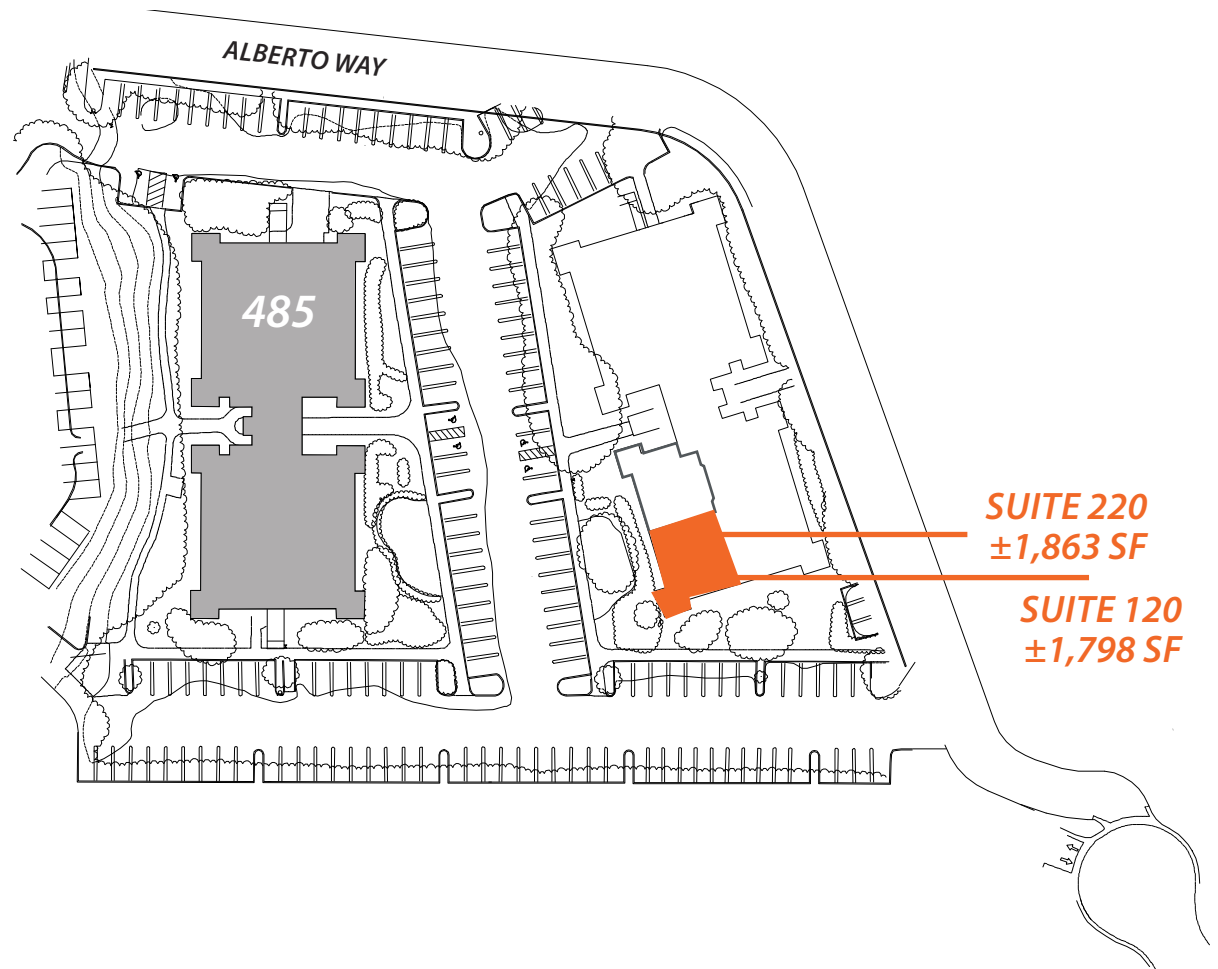 ALBERTO WAY
485
SUITE 220
±1,863 SF
SUITE 120
±1,798 SF